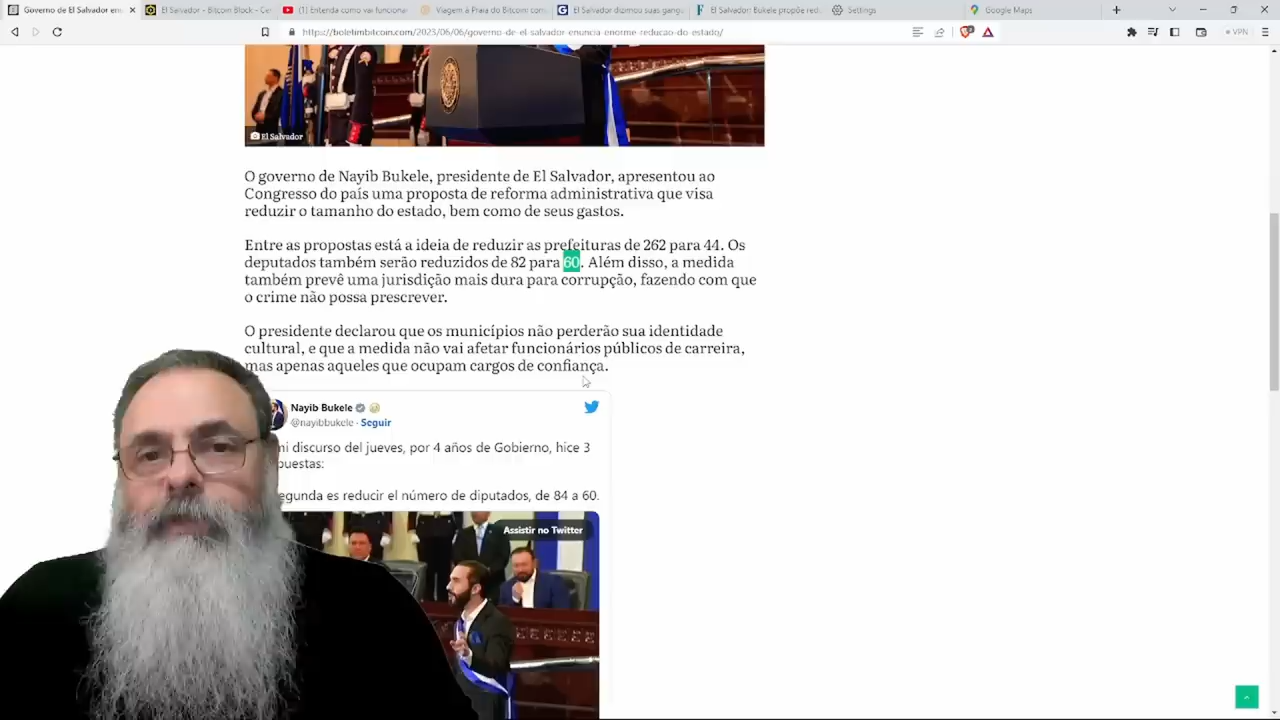 Governo de El Salvador enuncia
El Salvador - Bitcoin Block - Cen
(1) Entenda como vai funcionar
Viagem à Praia do Bitcoin com
El Salvador dizimou suas gangu
El Salvador: Bukele propõe red
Settings
Google Maps
https://boletimbitcoin.com/2023/06/06/governo-de-el-salvador-enuncia-enorme-reducao-do-estado/
VPN
El Salvador
O governo de Nayib Bukele, presidente de El Salvador, apresentou ao
Congresso do país uma proposta de reforma administrativa que visa
reduzir o tamanho do estado, bem como de seus gastos.
Entre as propostas está a ideia de reduzir as prefeituras de 262 para 44. Os
deputados também serão reduzidos de 82 para 60. Além disso, a medida
também prevê uma jurisdição mais dura para corrupção, fazendo com que
o crime não possa prescrever.
O presidente declarou que os municípios não perderão sua identidade
cultural, e que a medida não vai afetar funcionários públicos de carreira,
mas apenas aqueles que ocupam cargos de confiança.
Nayib Bukele
@nayibbukele · Seguir
mi discurso del jueves, por 4 años de Gobierno, hice 3
puestas:
egunda es reducir el número de diputados, de 84 a 60.
Assistir no Twitter